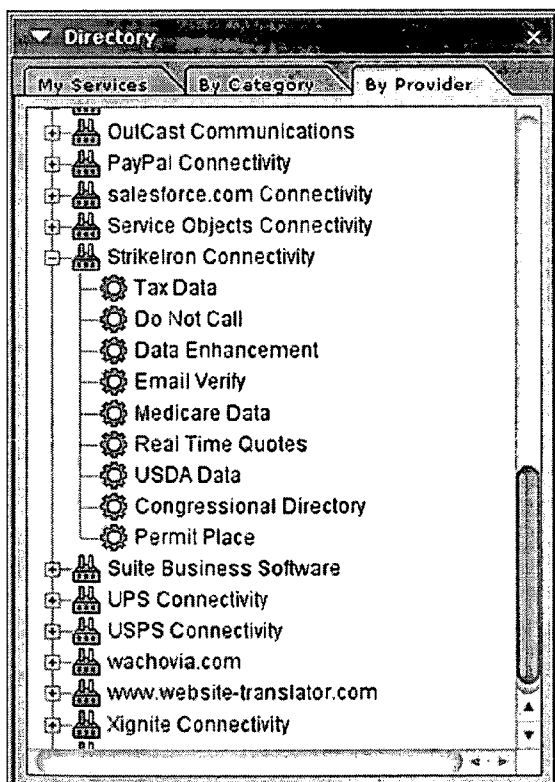 Directory
My Services By Category By Provider
OutCast Communications
PayPal Connectivity
salesforce.com Connectivity
Service Objects Connectivity
StrikeIron Connectivity
Tax Data
Do Not Call
Data Enhancement
Email Verify
Medicare Data
Real Time Quotes
USDA Data
Congressional Directory
Permit Place
Suite Business Software
UPS Connectivity
USPS Connectivity
wachovia.com
www.website-translator.com
Xignite Connectivity